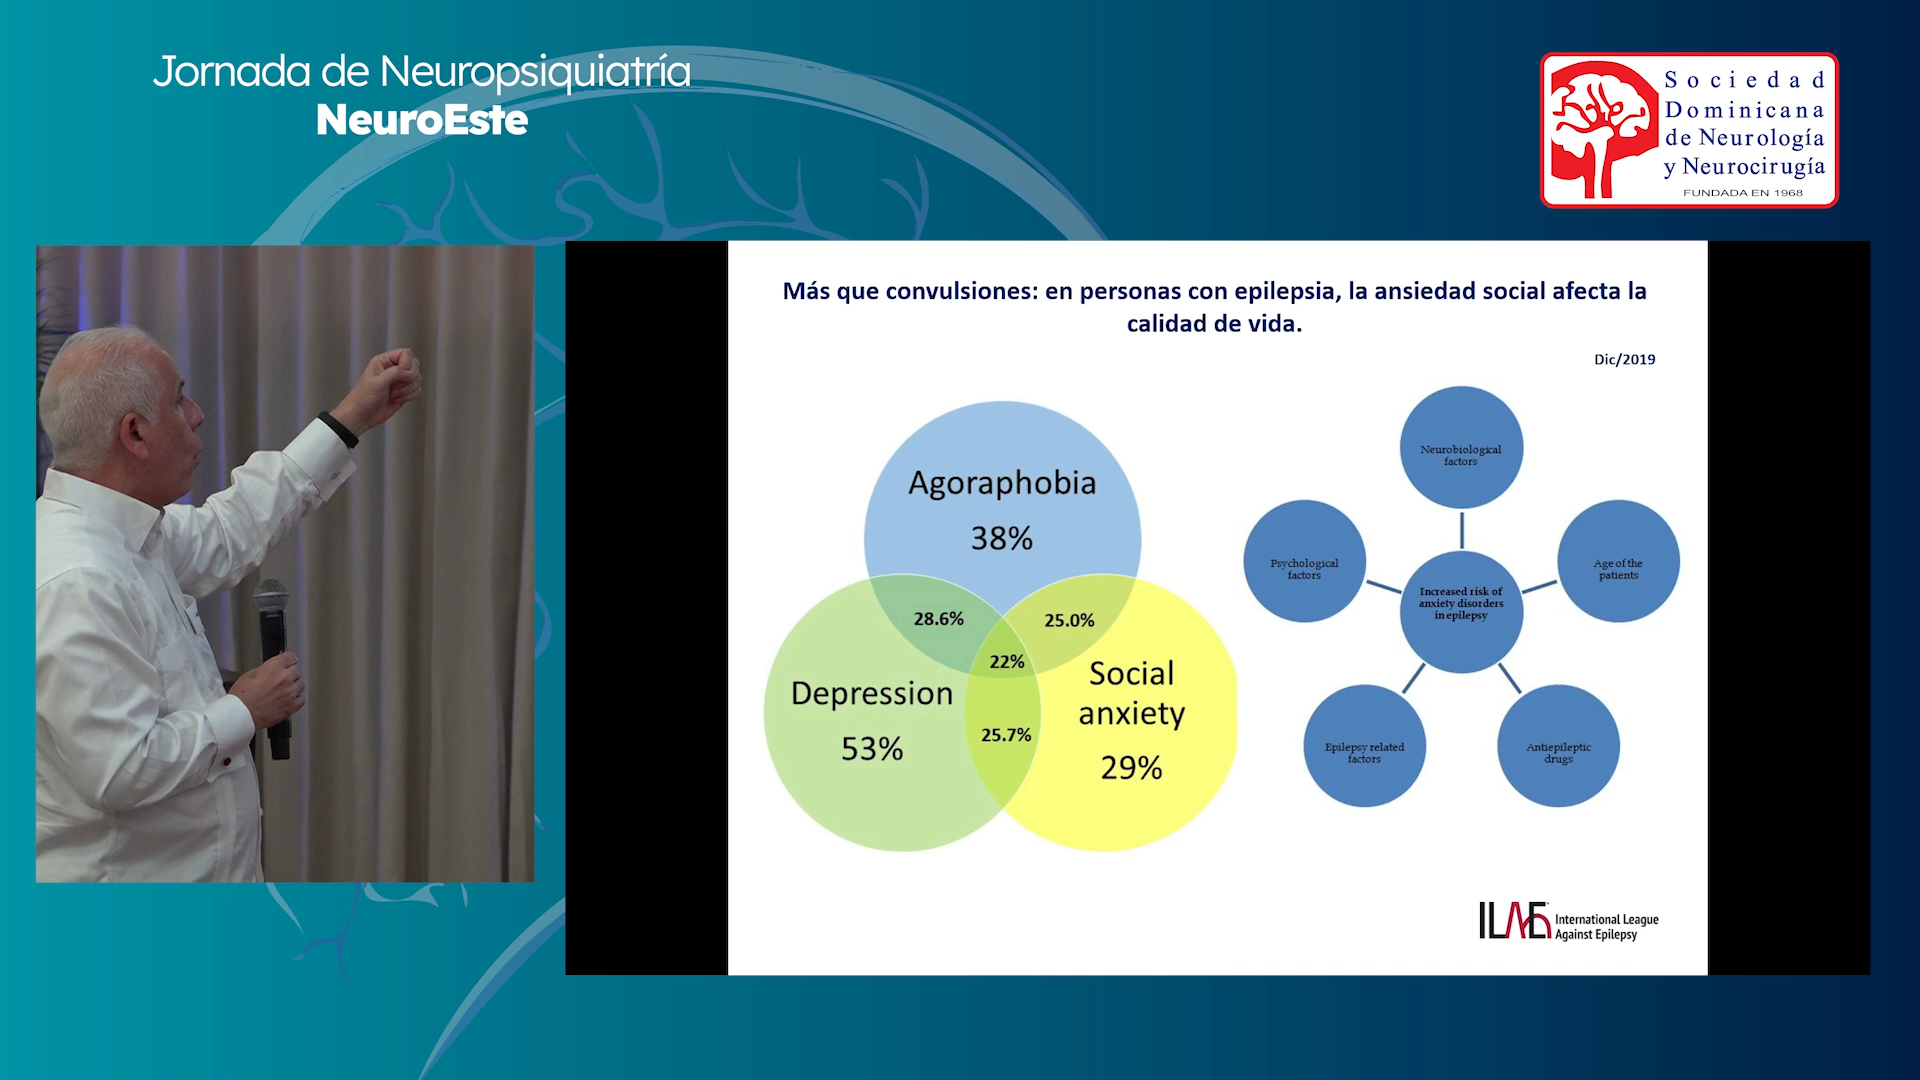 Jornada de Neuropsiquiatría
NeuroEste
Sociedad
Dominicana
de Neurología
y Neurocirugía
FUNDADA EN 1968
Más que convulsiones: en personas con epilepsia, la ansiedad social afecta la
calidad de vida.
Dic/2019
Agoraphobia
38%
28.6%
25.0%
22%
Depression
53%
25.7%
Social
anxiety
29%
Neurobiological
factors
Psychological
factors
Age of the
patients
Increased risk of
anxiety disorders
in epilepsy
Epilepsy related
factors
Antiepileptic
drugs
ILAE
International League
Against Epilepsy